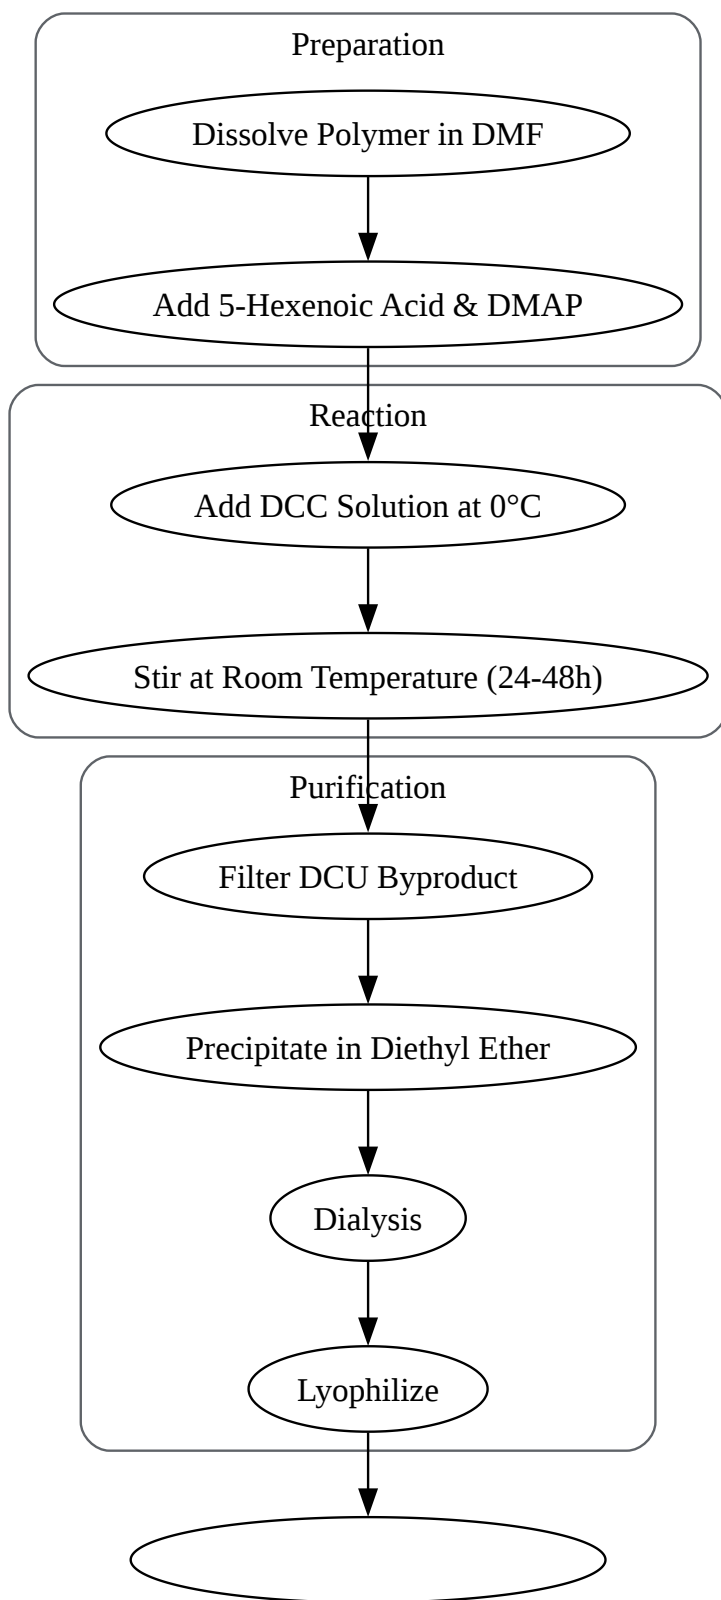 Preparation
Dissolve Polymer in DMF
Add 5-Hexenoic Acid & DMAP
Reaction
Add DCC Solution at 0°C
Stir at Room Temperature (24-48h)
Purification
Filter DCU Byproduct
Precipitate in Diethyl Ether
Dialysis
Lyophilize